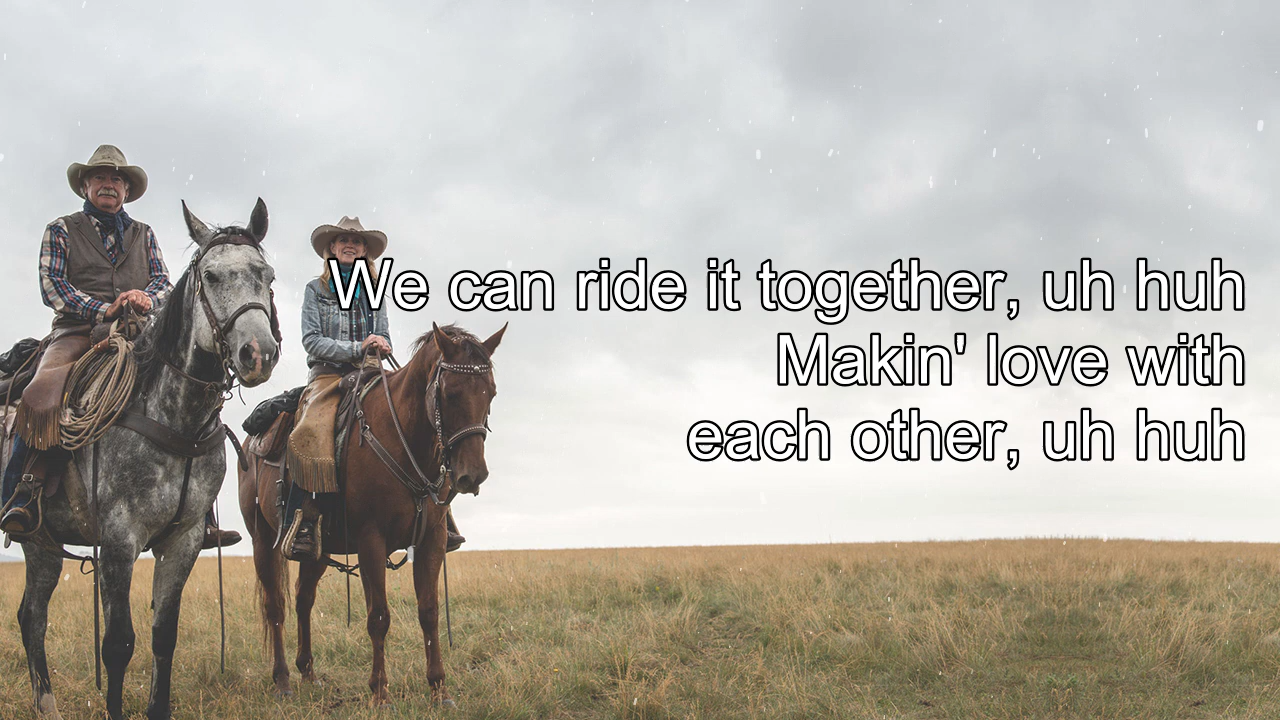 We can ride it together, uh huh
Makin' love with
each other, uh huh